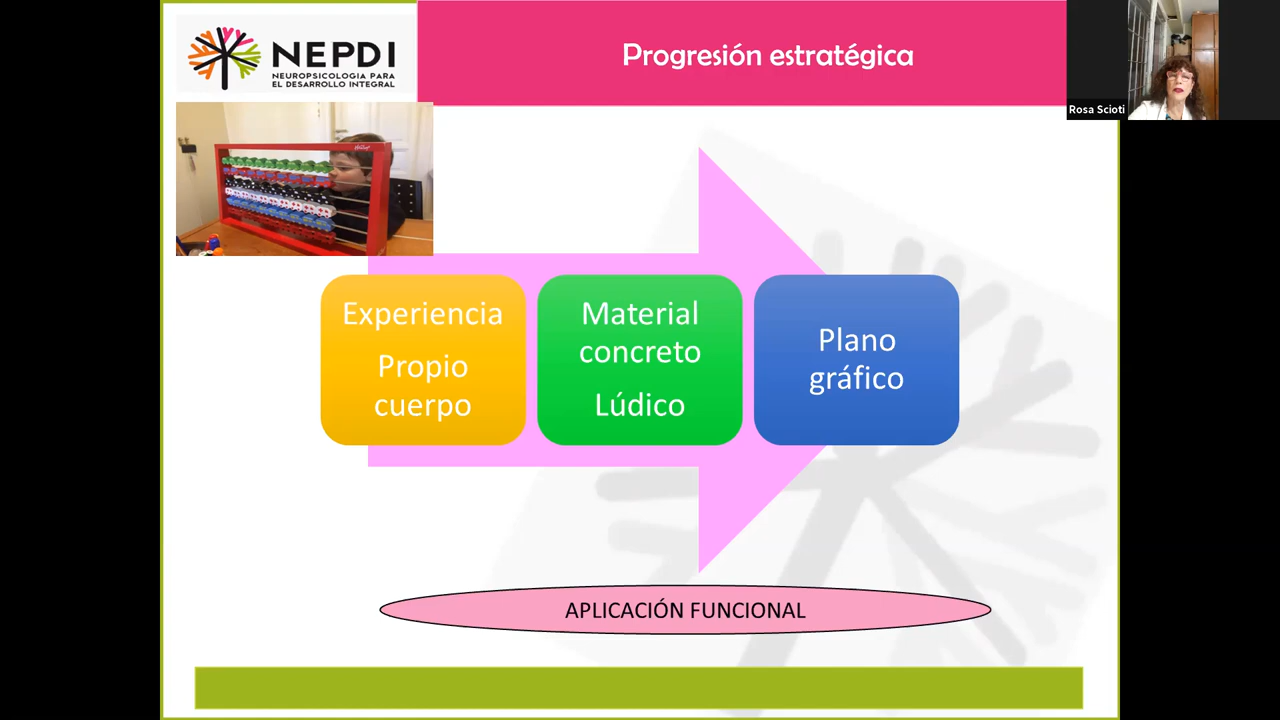 NEPDI
NEUROPSICOLOGIA PARA
EL DESARROLLO INTEGRAL
Progresión estratégica
Rosa Scioti
Experiencia
Propio
cuerpo
Material
concreto
Lúdico
Plano
gráfico
APLICACIÓN FUNCIONAL